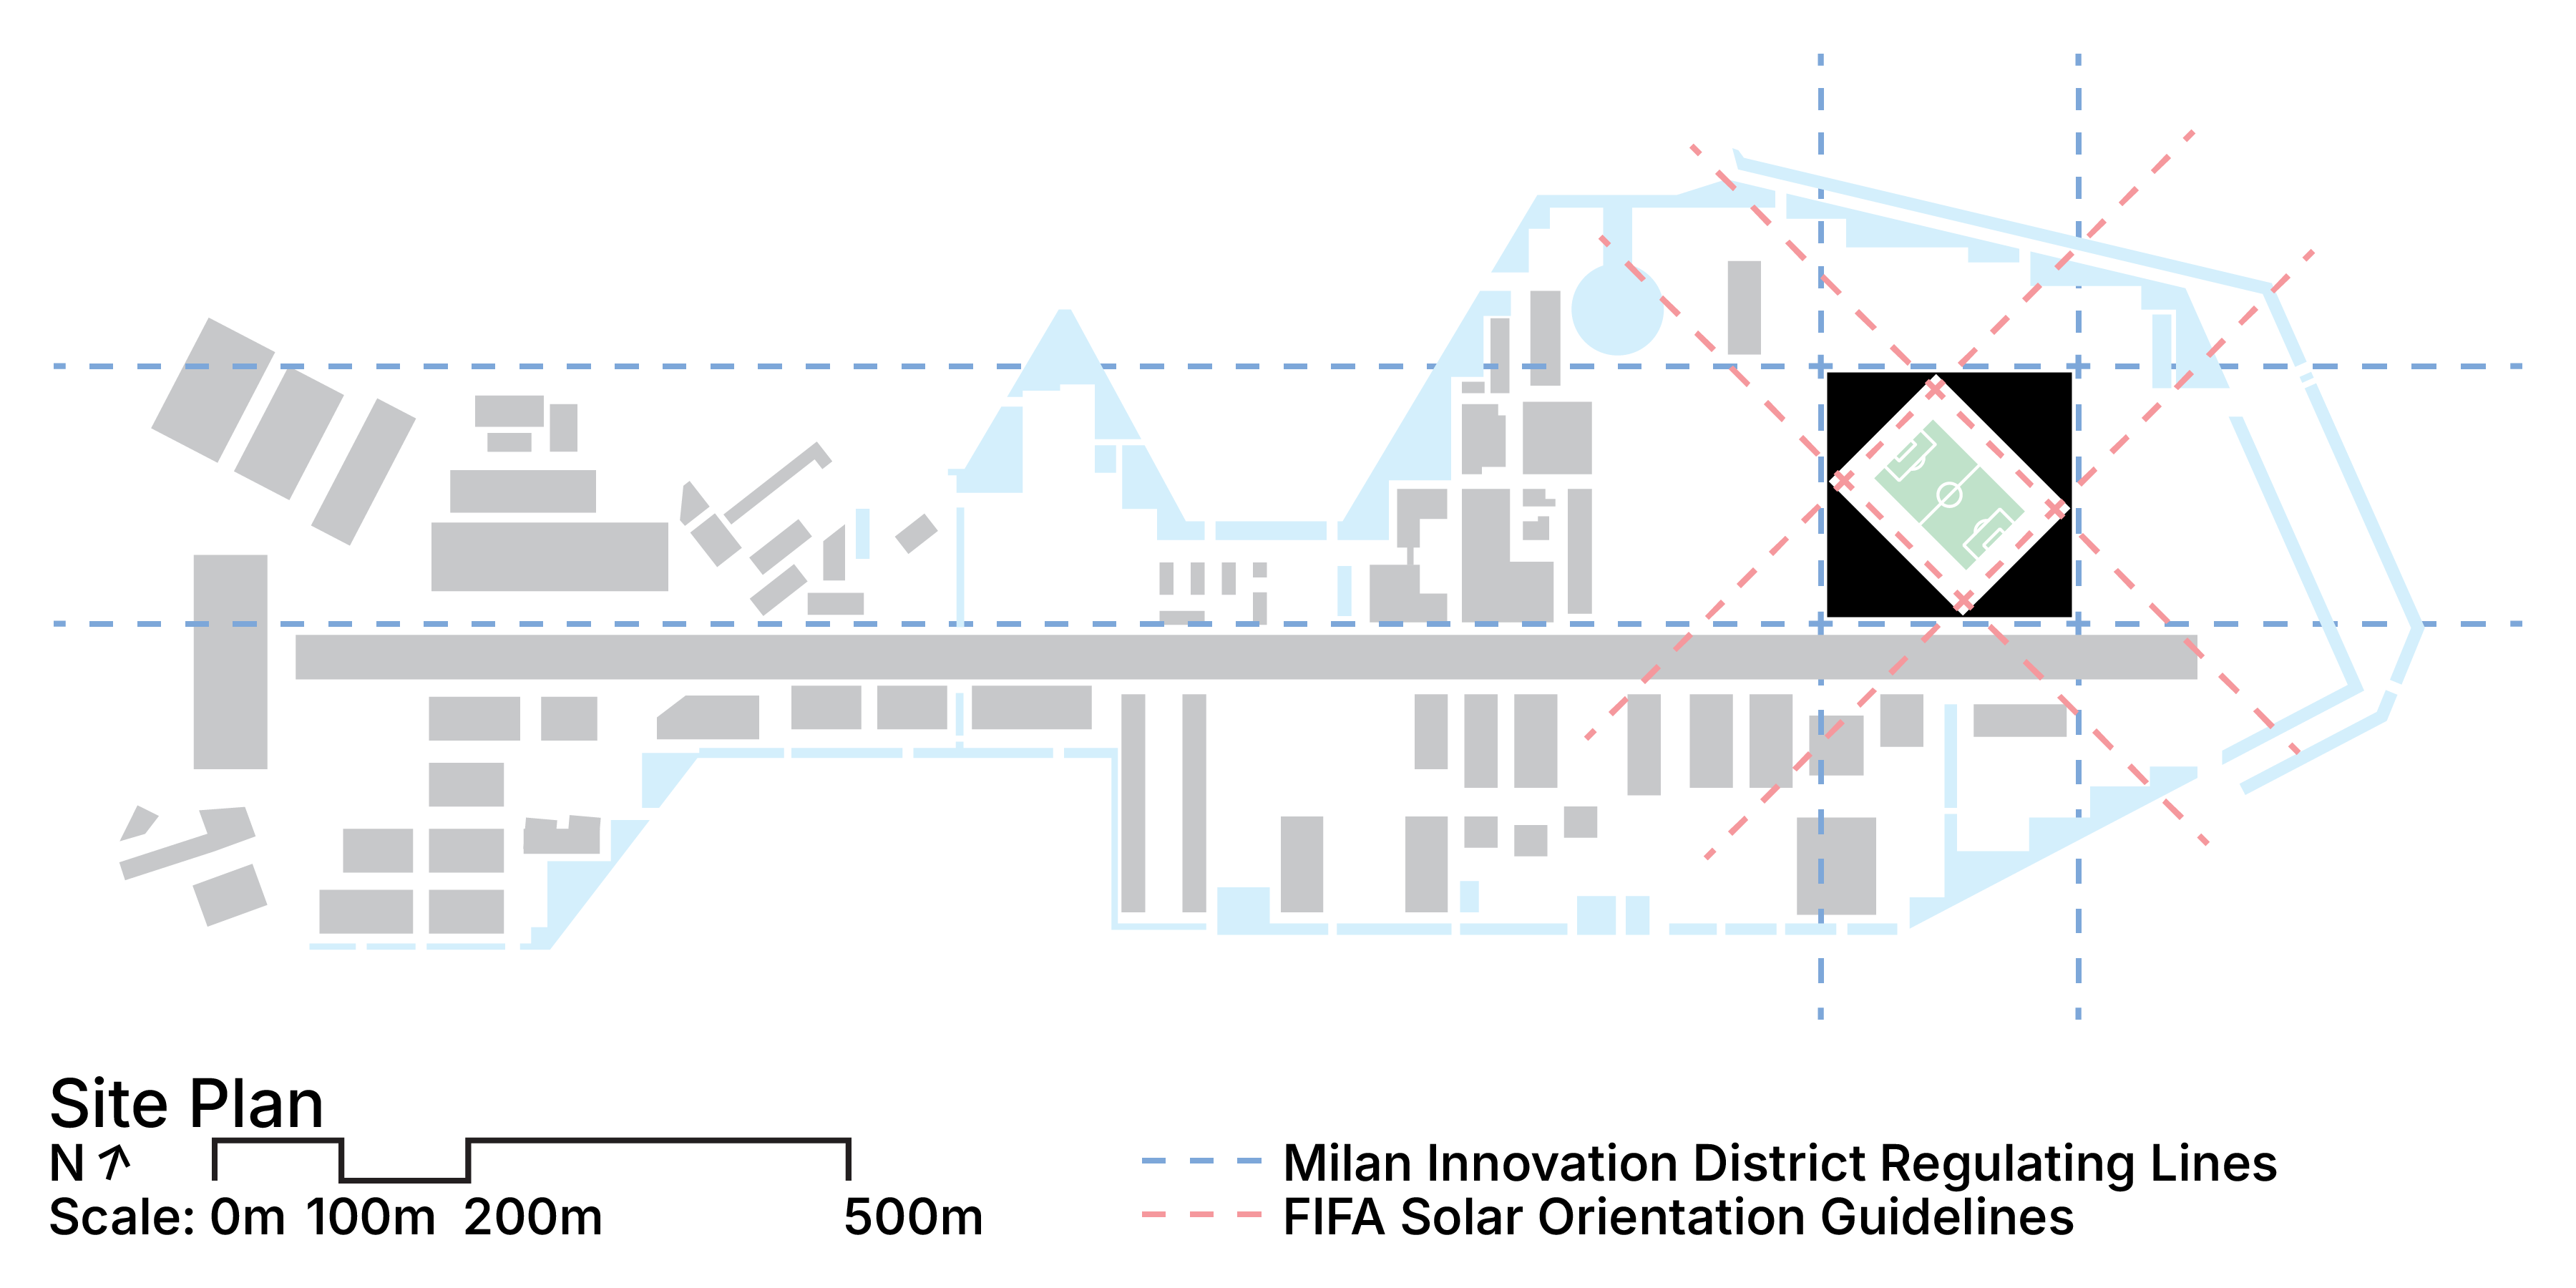 Site Plan
N ↗
Scale: 0m 100m 200m 500m
Milan Innovation District Regulating Lines
FIFA Solar Orientation Guidelines